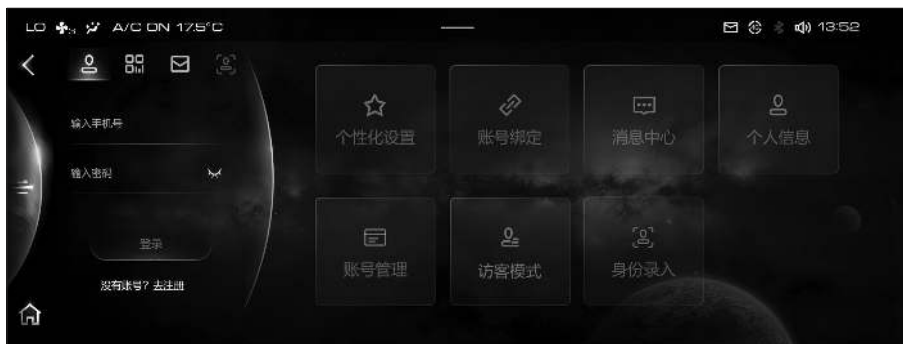 LO A/C ON 17.5°C 13:52
输入手机号
输入密码
登录
没有账号? 去注册
个性化设置 账号绑定 消息中心 个人信息
账号管理 访客模式 身份录入